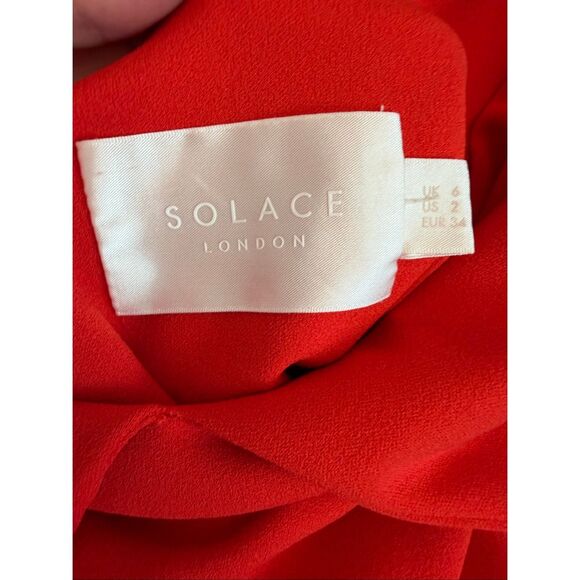 SOLACE
LONDON
UK 6
US 2
EUR 34